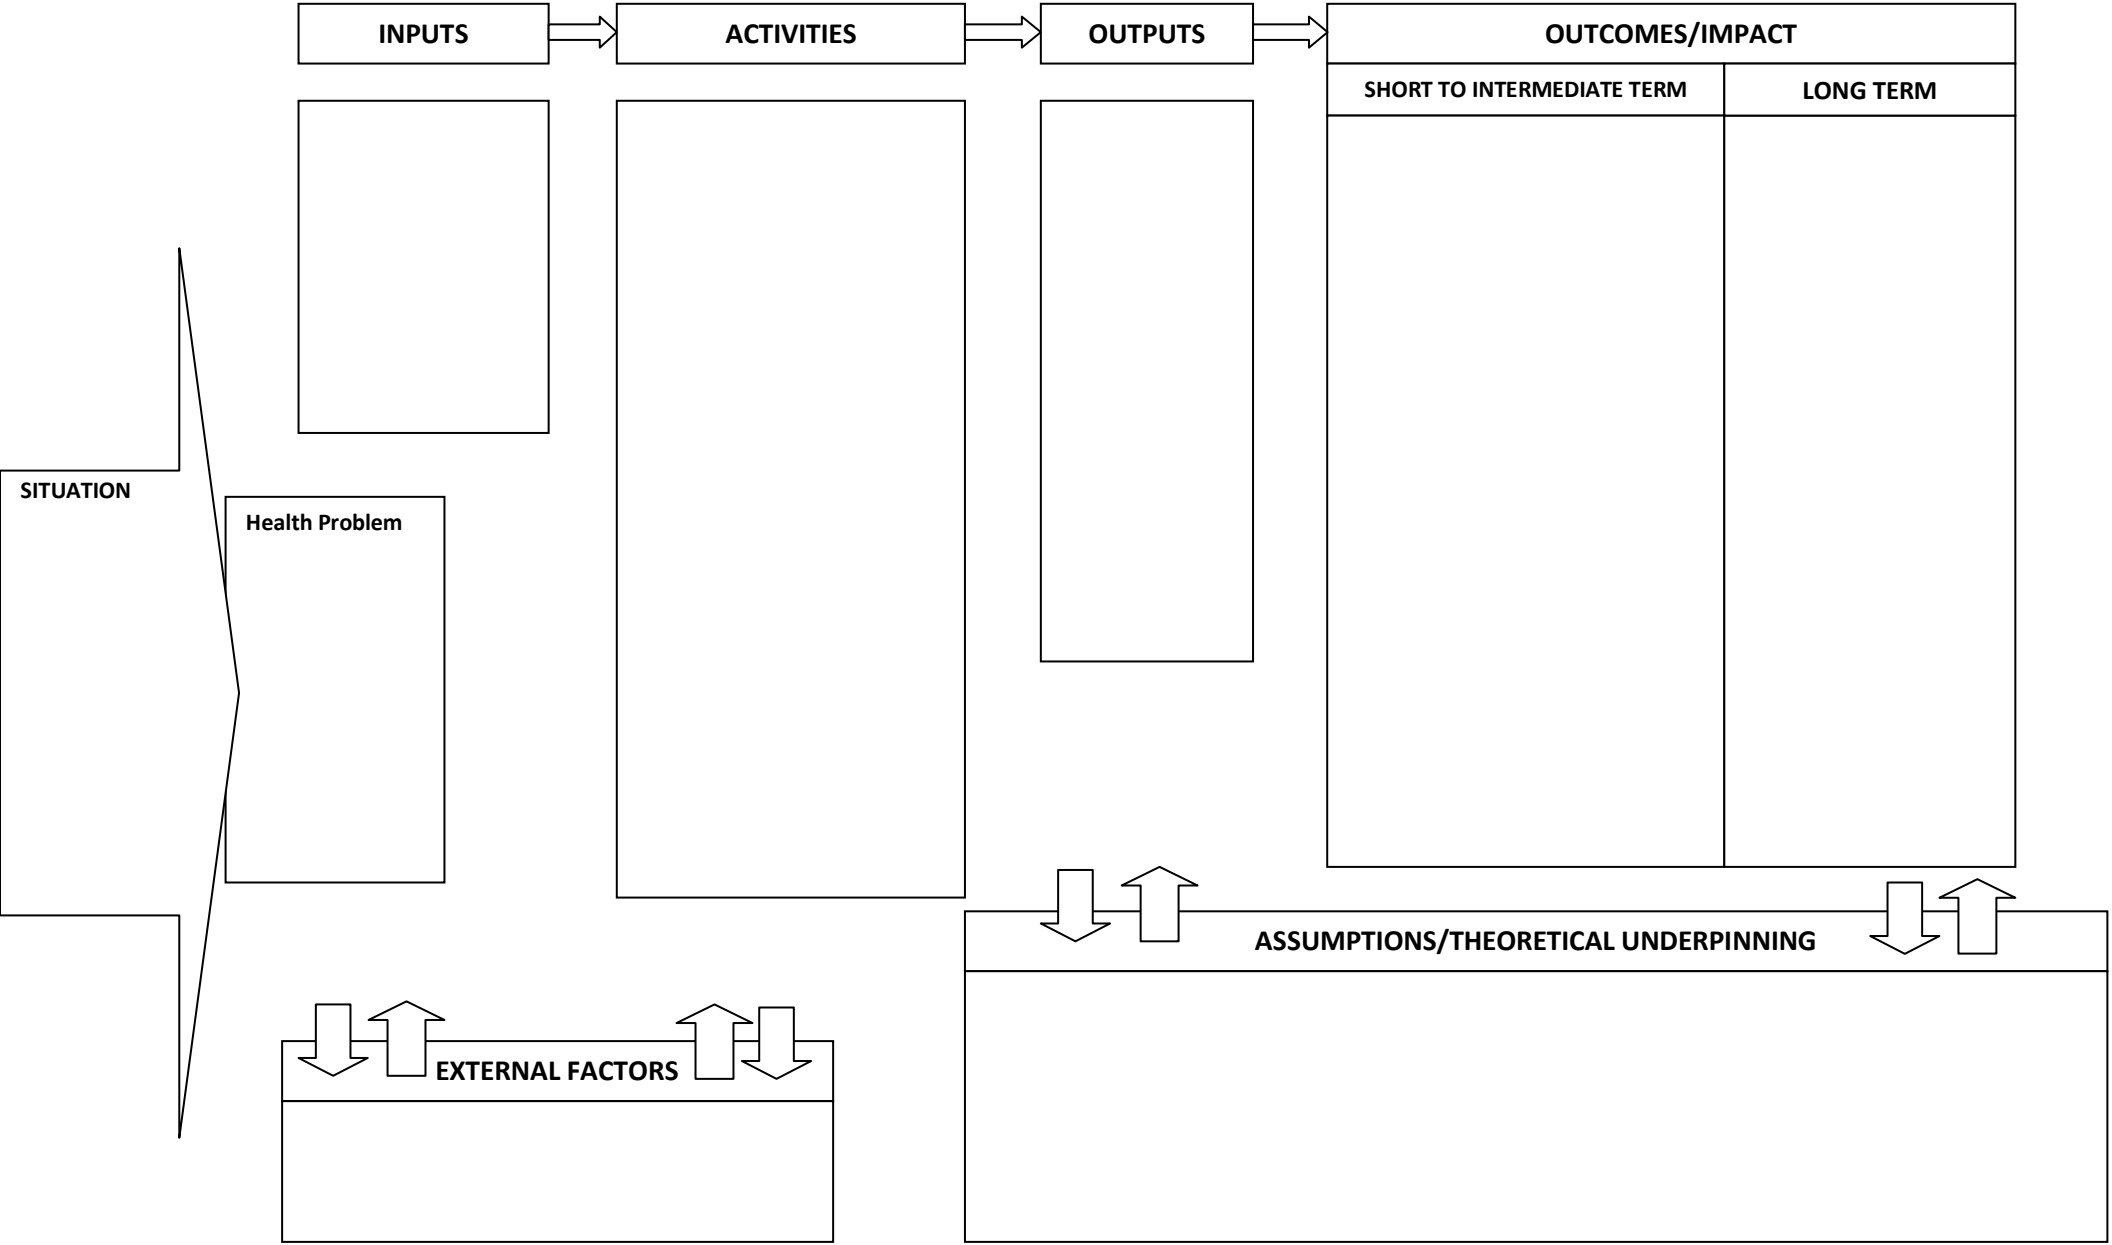 INPUTS
ACTIVITIES
OUTPUTS
OUTCOMES/IMPACT
SHORT TO INTERMEDIATE TERM
LONG TERM
SITUATION
Health Problem
ASSUMPTIONS/THEORETICAL UNDERPINNING
EXTERNAL FACTORS